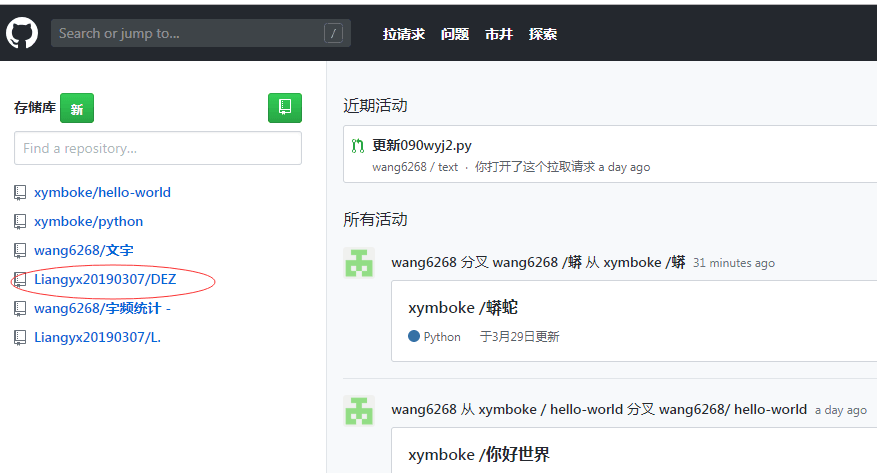 Search or jump to... /
拉请求 问题 市井 探索
存储库 新
Find a repository...
xymboke/hello-world
xymboke/python
wang6268/文字
Liangyx20190307/DEZ
wang6268/字频统计 -
Liangyx20190307/L.
近期活动
更新090wyj2.py
wang6268 / text · 你打开了这个拉取请求 a day ago
所有活动
wang6268 分叉 wang6268 /蟒 从 xymboke /蟒 31 minutes ago
xymboke /蟒蛇
Python 于3月29日更新
wang6268 从 xymboke / hello-world 分叉 wang6268/ hello-world a day ago
xymboke /你好世界